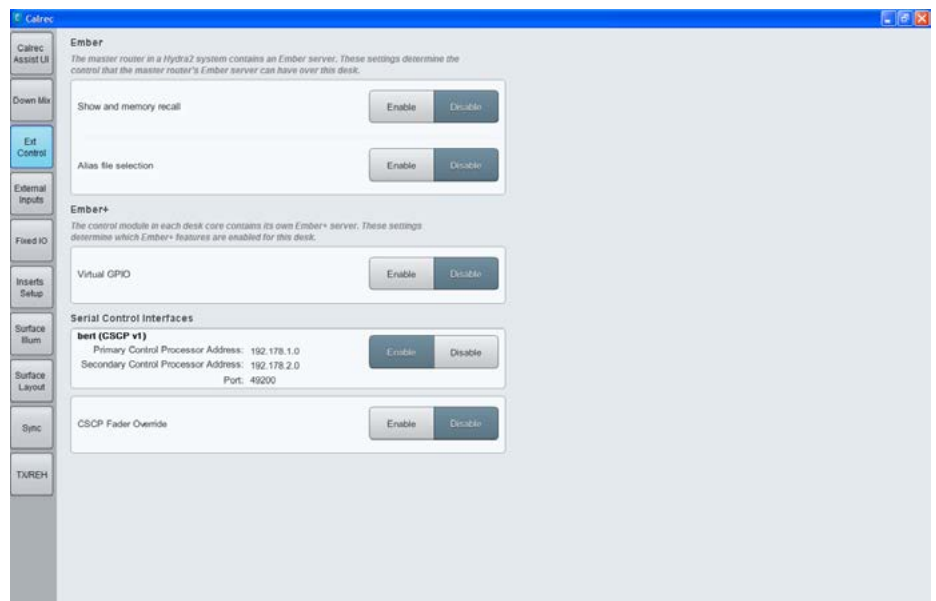 Calrec
Calrec
Assist UI
Down Mix
Ext
Control
External
Inputs
Fixed IO
Inserts
Setup
Surface
Illum
Surface
Layout
Sync
TX/REH
Ember
The master router in a Hydra2 system contains an Ember server. These settings determine the
control that the master router's Ember server can have over this desk.
Show and memory recall
Enable Disable
Alias file selection
Enable Disable
Ember+
The control module in each desk core contains its own Ember+ server. These settings
determine which Ember+ features are enabled for this desk.
Virtual GPIO
Enable Disable
Serial Control Interfaces
bert (CSCP v1)
Primary Control Processor Address: 192.178.1.0
Secondary Control Processor Address: 192.178.2.0
Port: 49200
Enable Disable
CSCP Fader Override
Enable Disable